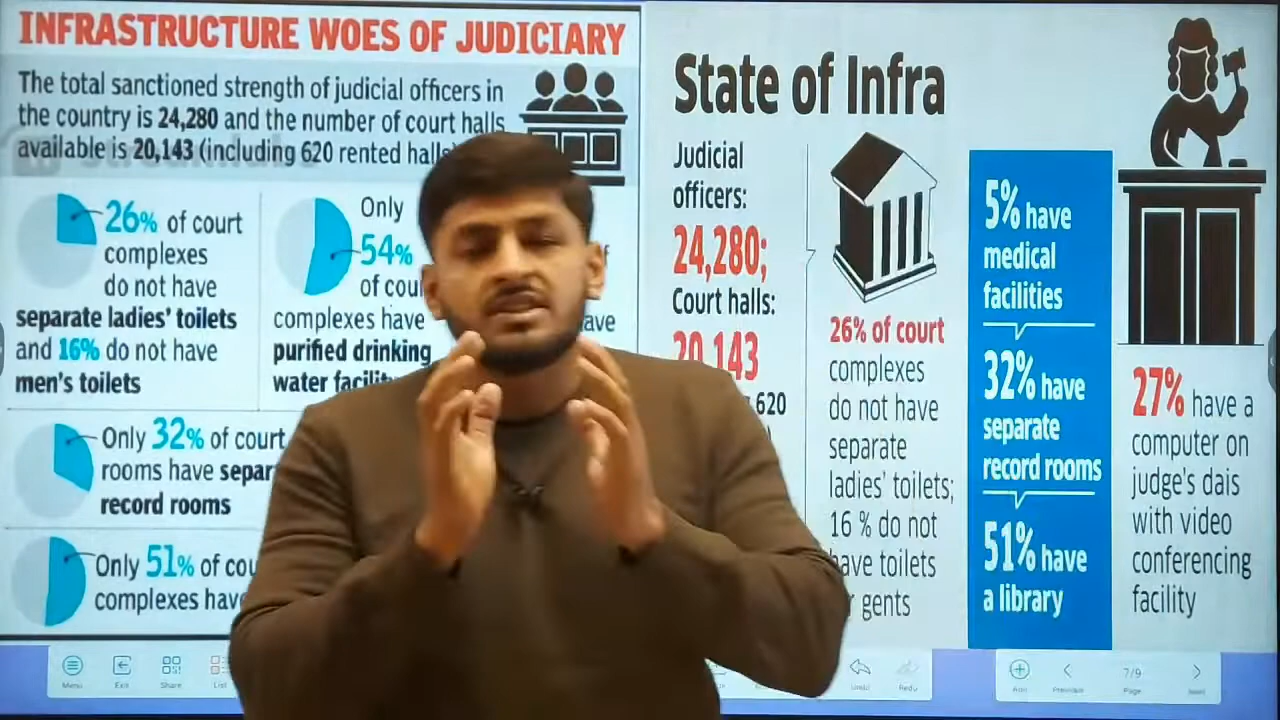 INFRASTRUCTURE WOES OF JUDICIARY
The total sanctioned strength of judicial officers in
the country is 24,280 and the number of court halls
available is 20,143 (including 620 rented halls
26% of court
complexes
do not have
separate ladies' toilets
and 16% do not have
men's toilets
Only
54%
of cou
complexes have
purified drinking
water facilit
ave
Only 32% of court
rooms have separ
record rooms
Only 51% of cou
complexes have
State of Infra
Judicial
officers:
24,280;
Court halls:
20,143
620
26% of court
complexes
do not have
separate
ladies' toilets;
16 % do not
have toilets
gents
5% have
medical
facilities
32% have
separate
record rooms
51% have
a library
27% have a
computer on
judge's dais
with video
conferencing
facility
Menu
Exit
Share
List
Undo
Redo
Add
Previous
7/9
Page
Next